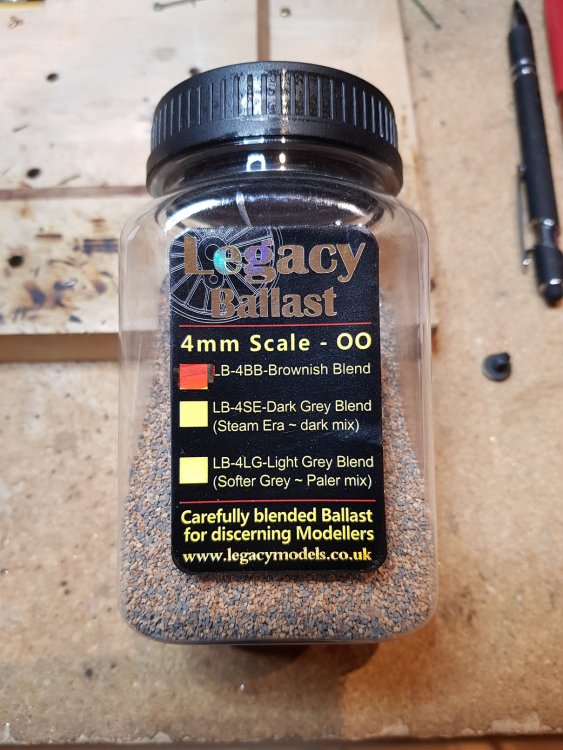 Legacy
Ballast
4mm Scale - OO
LB-4BB-Brownish Blend
LB-4SE-Dark Grey Blend
(Steam Era ~ dark mix)
LB-4LG-Light Grey Blend
(Softer Grey ~ Paler mix)
Carefully blended Ballast
for discerning Modellers
www.legacymodels.co.uk